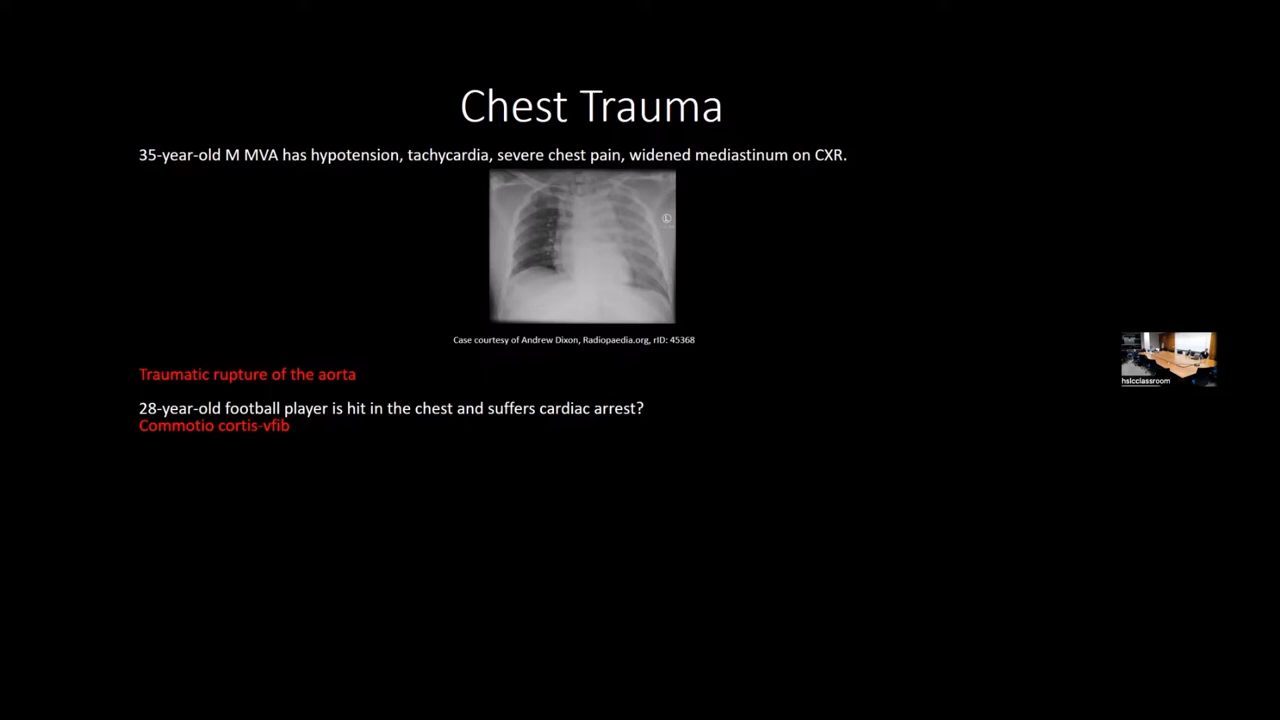 Chest Trauma
35-year-old M MVA has hypotension, tachycardia, severe chest pain, widened mediastinum on CXR.
L
Case courtesy of Andrew Dixon, Radiopaedia.org, rID: 45368
Traumatic rupture of the aorta
28-year-old football player is hit in the chest and suffers cardiac arrest?
Commotio cortis-vfib
hslcclassroom